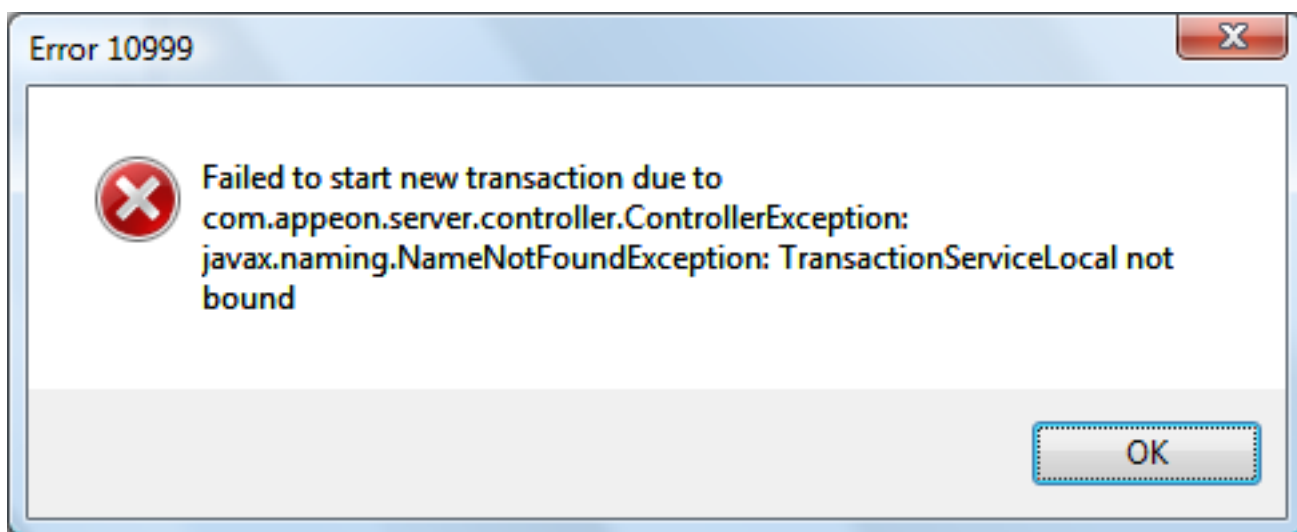 Error 10999
Failed to start new transaction due to
com.appeon.server.controller.ControllerException:
javax.naming.NameNotFoundException: TransactionServiceLocal not
bound
OK